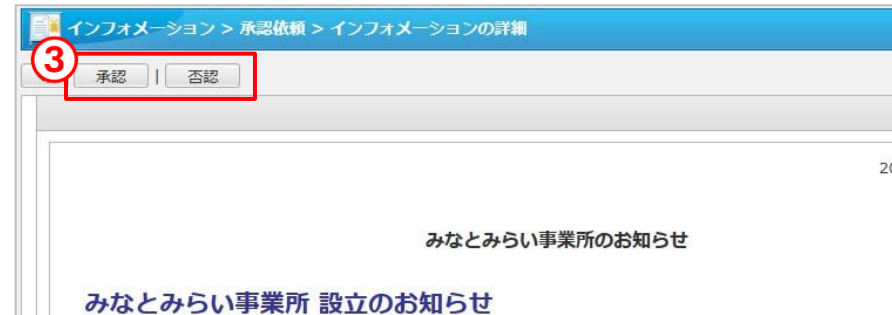 インフォメーション > 承認依頼 > インフォメーションの詳細
③
承認 | 否認
20
みなとみらい事業所のお知らせ
みなとみらい事業所 設立のお知らせ